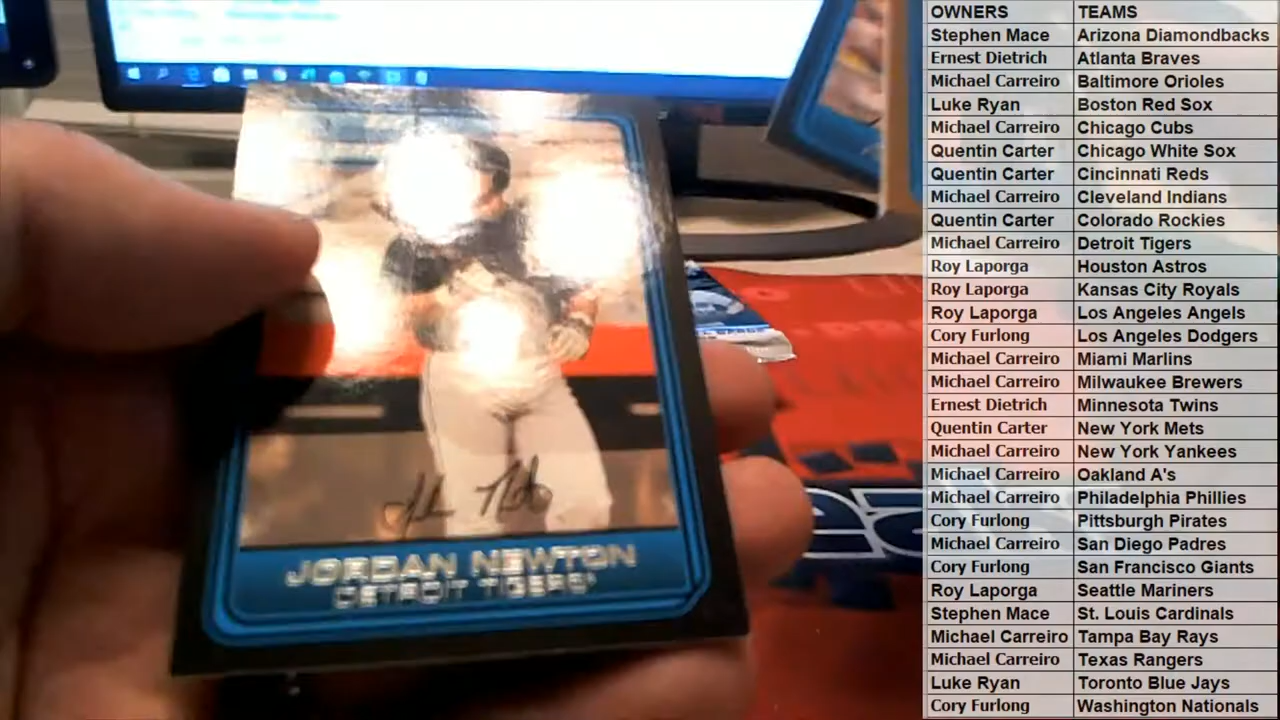 JORDAN NEWTON
DETROIT TIGERS
OWNERS TEAMS
Stephen Mace Arizona Diamondbacks
Ernest Dietrich Atlanta Braves
Michael Carreiro Baltimore Orioles
Luke Ryan Boston Red Sox
Michael Carreiro Chicago Cubs
Quentin Carter Chicago White Sox
Quentin Carter Cincinnati Reds
Michael Carreiro Cleveland Indians
Quentin Carter Colorado Rockies
Michael Carreiro Detroit Tigers
Roy Laporga Houston Astros
Roy Laporga Kansas City Royals
Roy Laporga Los Angeles Angels
Cory Furlong Los Angeles Dodgers
Michael Carreiro Miami Marlins
Michael Carreiro Milwaukee Brewers
Ernest Dietrich Minnesota Twins
Quentin Carter New York Mets
Michael Carreiro New York Yankees
Michael Carreiro Oakland A's
Michael Carreiro Philadelphia Phillies
Cory Furlong Pittsburgh Pirates
Michael Carreiro San Diego Padres
Cory Furlong San Francisco Giants
Roy Laporga Seattle Mariners
Stephen Mace St. Louis Cardinals
Michael Carreiro Tampa Bay Rays
Michael Carreiro Texas Rangers
Luke Ryan Toronto Blue Jays
Cory Furlong Washington Nationals